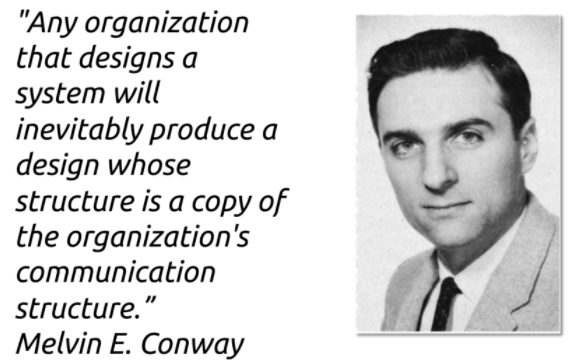 "Any organization
that designs a
system will
inevitably produce a
design whose
structure is a copy of
the organization's
communication
structure.”
Melvin E. Conway